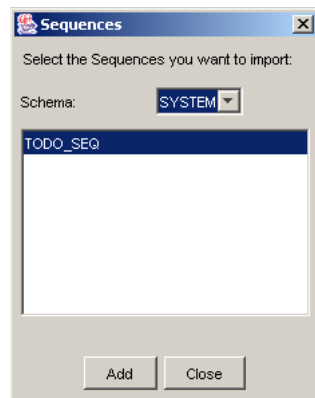 Sequences
Select the Sequences you want to import:
Schema: SYSTEM
TODO_SEQ
Add Close